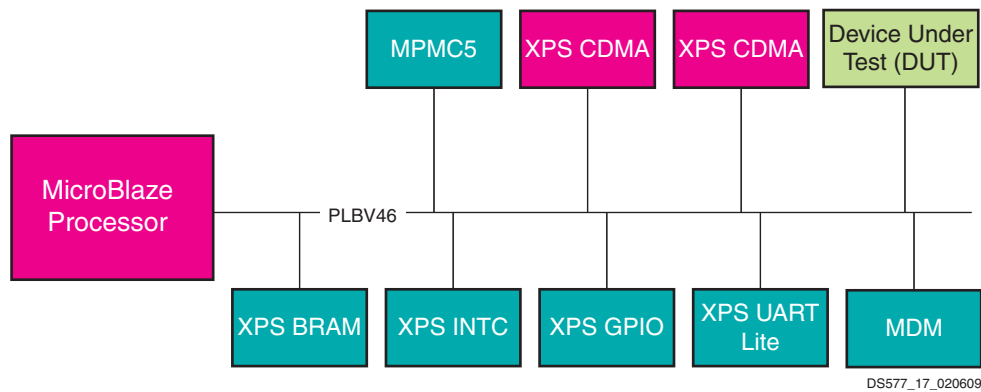 MPMC5
XPS CDMA
XPS CDMA
Device Under
Test (DUT)
MicroBlaze
Processor
PLBV46
XPS BRAM
XPS INTC
XPS GPIO
XPS UART
Lite
MDM
DS577_17_020609